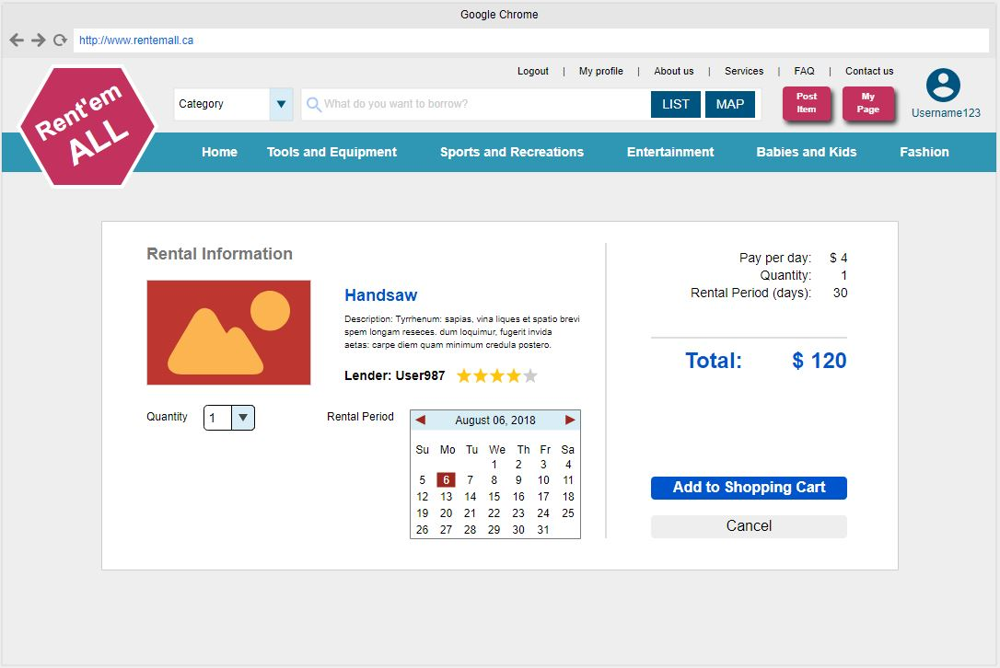 Google Chrome
http://www.rentemall.ca
Logout | My profile | About us | Services | FAQ | Contact us
Rent'em
ALL
Category
What do you want to borrow?
LIST
MAP
Post
Item
My
Page
Username123
Home
Tools and Equipment
Sports and Recreations
Entertainment
Babies and Kids
Fashion
Rental Information
Handsaw
Description: Tyrrhenum: sapias, vina liques et spatio brevi
spem longam reseces. dum loquimur, fugerit invida
aetas: carpe diem quam minimum credula postero.
Lender: User987
Quantity 1
Rental Period
August 06, 2018
Su Mo Tu We Th Fr Sa
1 2 3 4
5 6 7 8 9 10 11
12 13 14 15 16 17 18
19 20 21 22 23 24 25
26 27 28 29 30 31
Pay per day: $ 4
Quantity: 1
Rental Period (days): 30
Total: $ 120
Add to Shopping Cart
Cancel